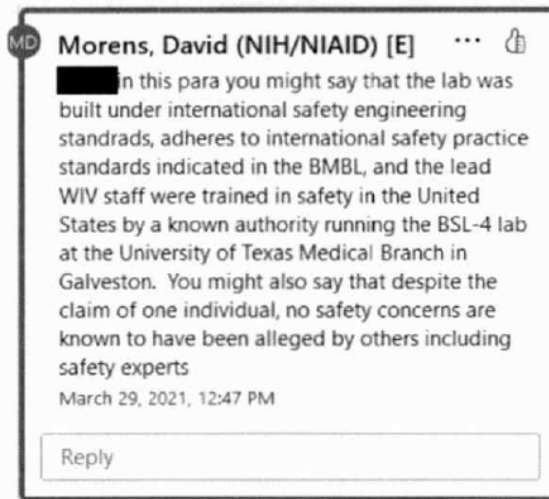 MD
Morens, David (NIH/NIAID) [E] ...
in this para you might say that the lab was
built under international safety engineering
standrads, adheres to international safety practice
standards indicated in the BMBL, and the lead
WIV staff were trained in safety in the United
States by a known authority running the BSL-4 lab
at the University of Texas Medical Branch in
Galveston. You might also say that despite the
claim of one individual, no safety concerns are
known to have been alleged by others including
safety experts
March 29, 2021, 12:47 PM
Reply